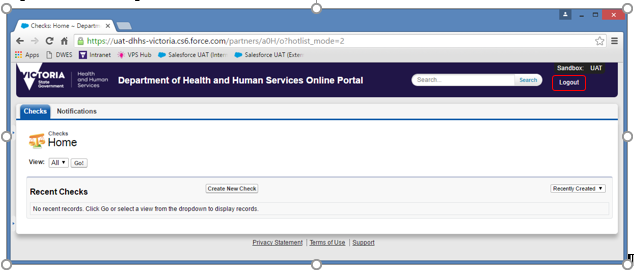 Checks: Home ~ Departm
https://uat-dhhs-victoria.cs6.force.com/partners/a0H/o?hotlist_mode=2
Apps DWES Intranet VPS Hub Salesforce UAT (Inter Salesforce UAT (Exter
Sandbox: UAT
VICTORIA
State
Government
Health
and Human
Services
Department of Health and Human Services Online Portal
Search... Search
Logout
Checks Notifications
Checks
Home
View: All Go!
Recent Checks Create New Check Recently Created
No recent records. Click Go or select a view from the dropdown to display records.
Privacy Statement | Terms of Use | Support